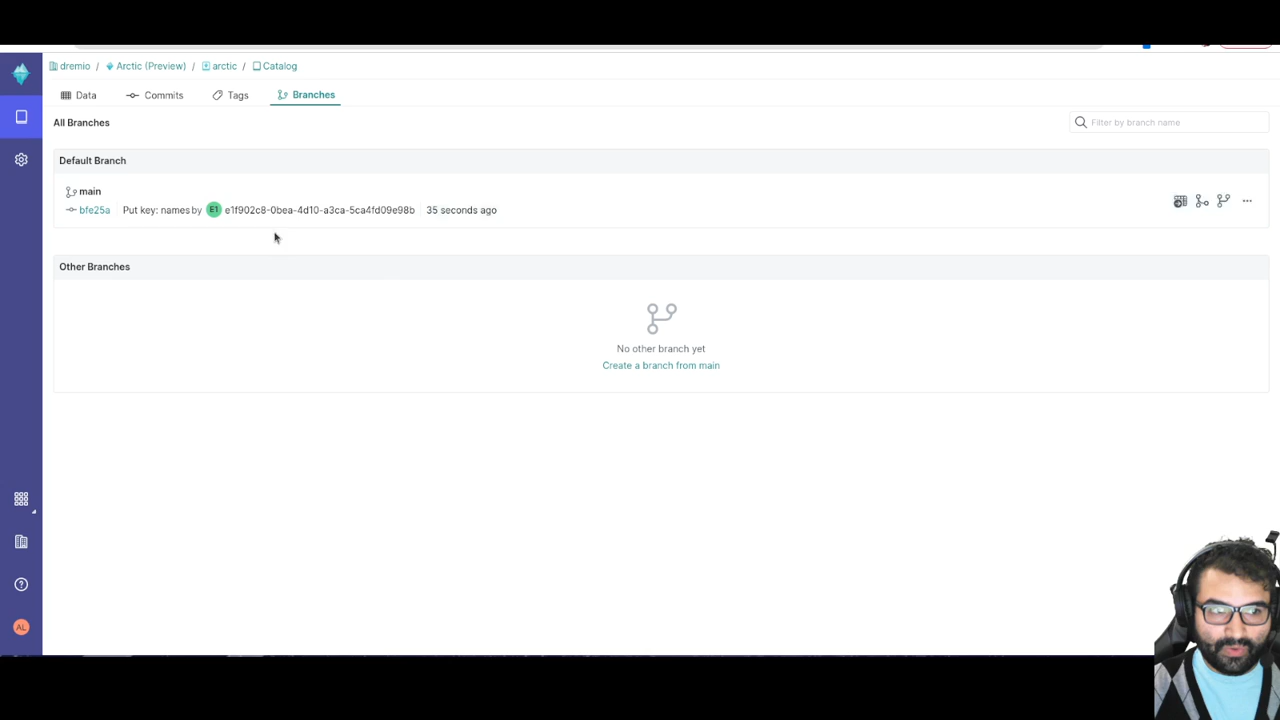 dremio / Arctic (Preview) / arctic / Catalog
Data Commits Tags Branches
All Branches
Filter by branch name
Default Branch
main
bfe25a Put key: names by E1 e1f902c8-0bea-4d10-a3ca-5ca4fd09e98b 35 seconds ago
Other Branches
No other branch yet
Create a branch from main
AL